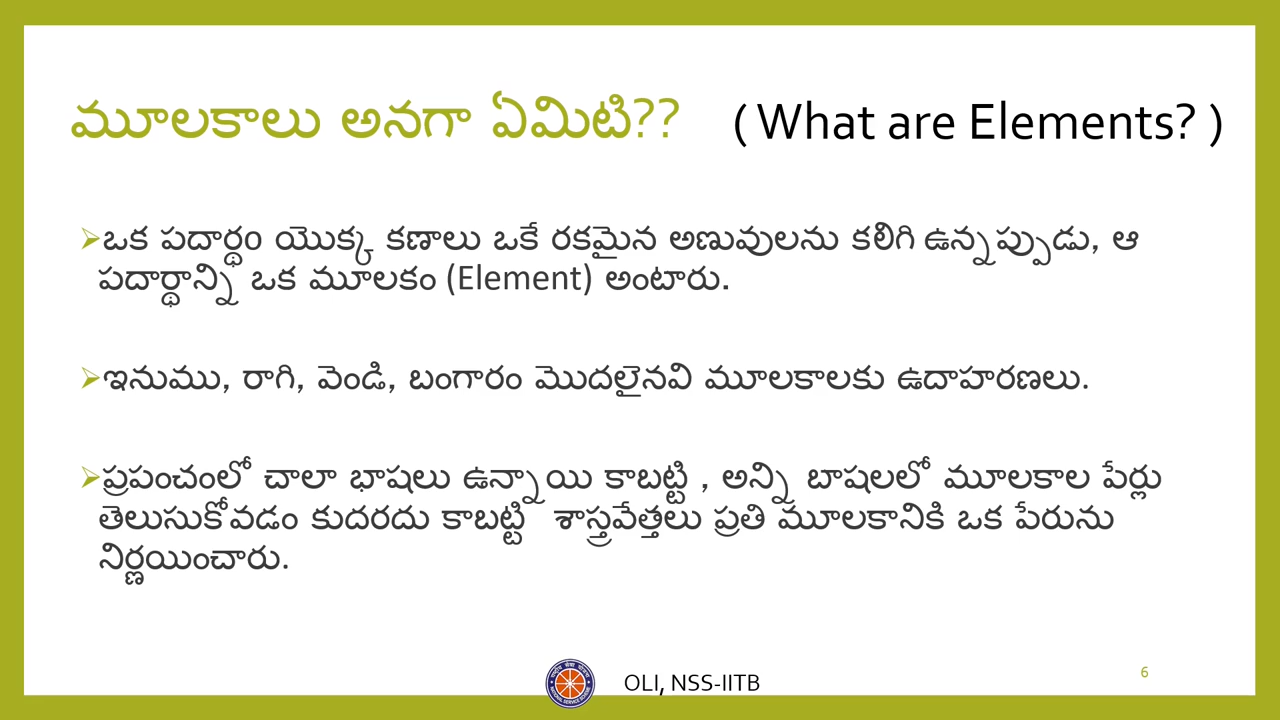 మూలకాలు అనగా ఏమిటి?? ( What are Elements? )
➢ఒక పదార్థం యొక్క కణాలు ఒకే రకమైన అణువులను కలిగి ఉన్నప్పుడు, ఆ
పదార్థాన్ని ఒక మూలకం (Element) అంటారు.
➢ఇనుము, రాగి, వెండి, బంగారం మొదలైనవి మూలకాలకు ఉదాహరణలు.
➢ప్రపంచంలో చాలా భాషలు ఉన్నాయి కాబట్టి , అన్ని బాషలలో మూలకాల పేర్లు
తెలుసుకోవడం కుదరదు కాబట్టి శాస్త్రవేత్తలు ప్రతి మూలకానికి ఒక పేరును
నిర్ణయించారు.
6
OLI, NSS-IITB